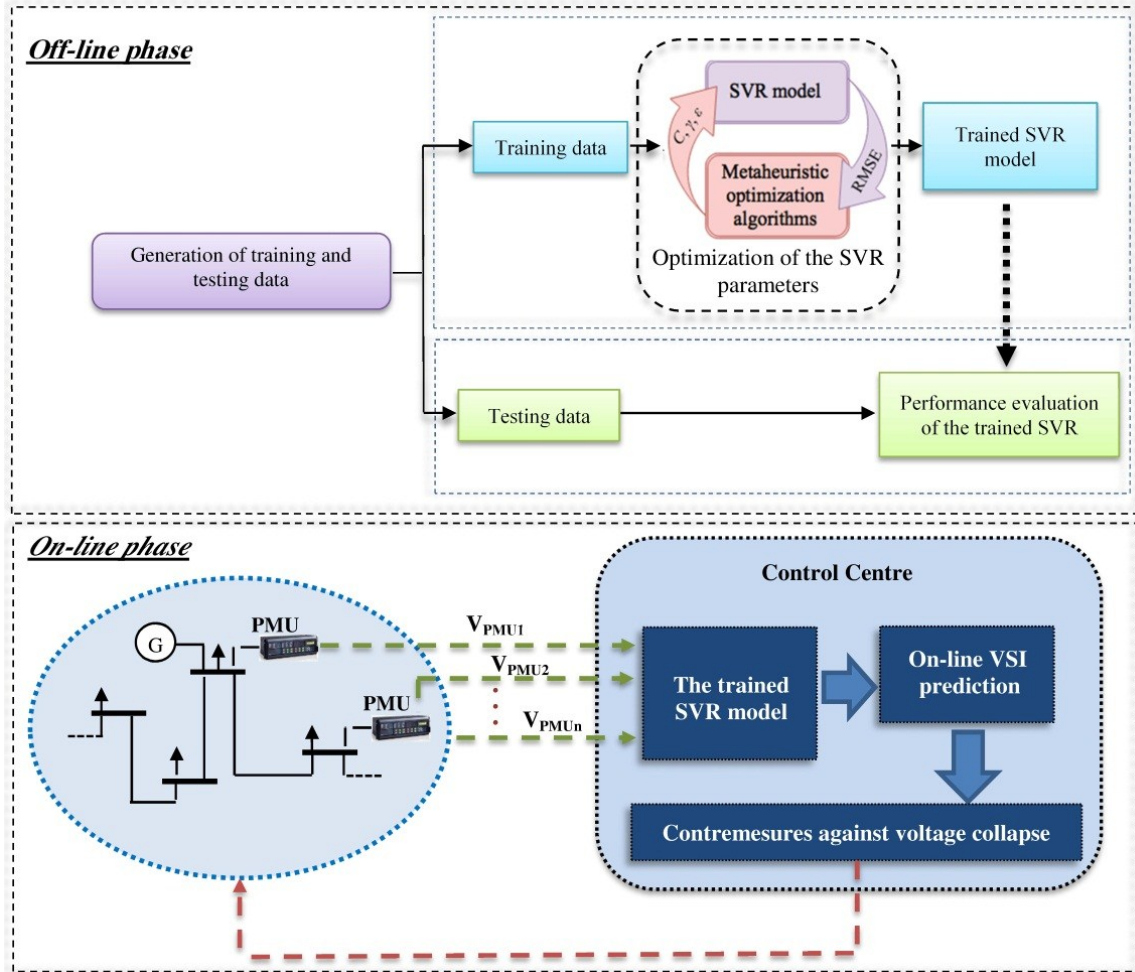 Off-line phase
Generation of training and
testing data
Training data
SVR model
C, γ, ε
RMSE
Metaheuristic
optimization
algorithms
Optimization of the SVR
parameters
Trained SVR
model
Testing data
Performance evaluation
of the trained SVR
On-line phase
G
PMU
PMU
VPMU1
VPMU2
VPMUn
Control Centre
The trained
SVR model
On-line VSI
prediction
Contremesures against voltage collapse